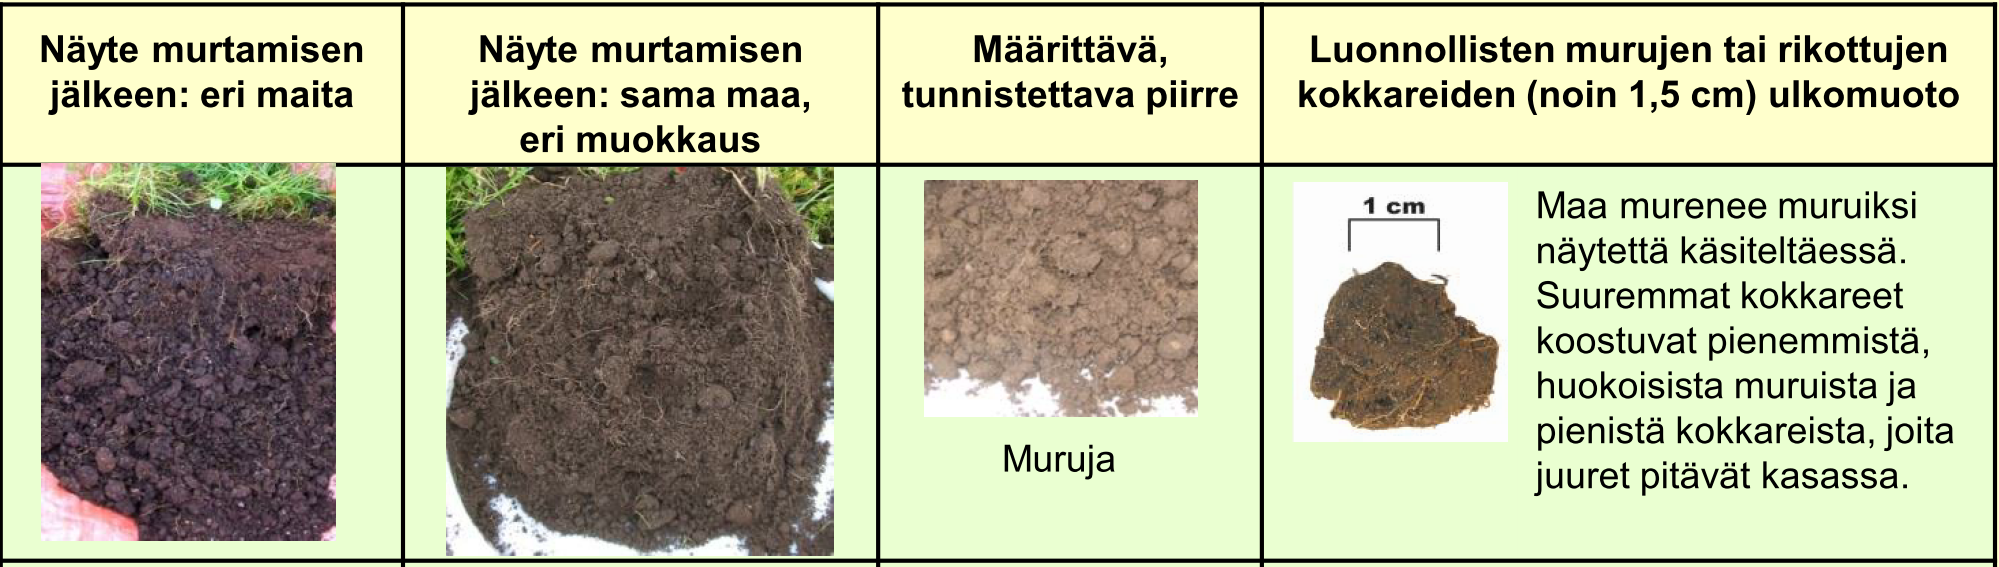 Näyte murtamisen
jälkeen: eri maita
Näyte murtamisen
jälkeen: sama maa,
eri muokkaus
Määrittävä,
tunnistettava piirre
Luonnollisten murujen tai rikottujen
kokkareiden (noin 1,5 cm) ulkomuoto
Muruja
1 cm
Maa murenee muruiksi
näytettä käsiteltäessä.
Suuremmat kokkareet
koostuvat pienemmistä,
huokoisista muruista ja
pienistä kokkareista, joita
juuret pitävät kasassa.